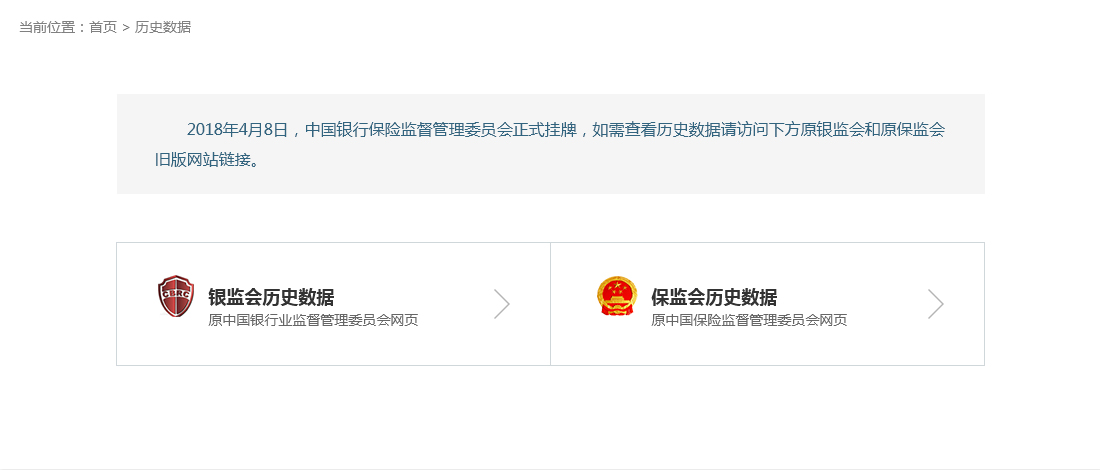 当前位置：首页 > 历史数据
2018年4月8日，中国银行保险监督管理委员会正式挂牌，如需查看历史数据请访问下方原银监会和原保监会
旧版网站链接。
CBRC
银监会历史数据
原中国银行业监督管理委员会网页
保监会历史数据
原中国保险监督管理委员会网页